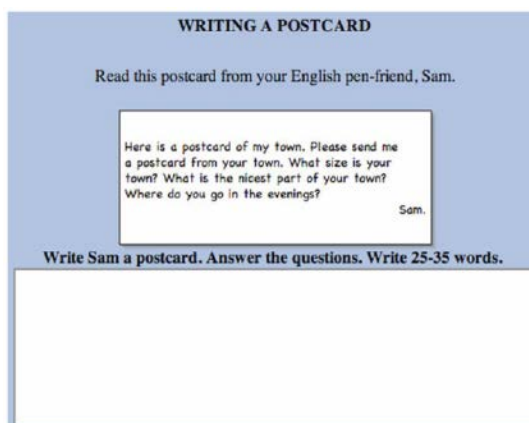 WRITING A POSTCARD
Read this postcard from your English pen-friend, Sam.
Here is a postcard of my town. Please send me
a postcard from your town. What size is your
town? What is the nicest part of your town?
Where do you go in the evenings?
Sam.
Write Sam a postcard. Answer the questions. Write 25-35 words.